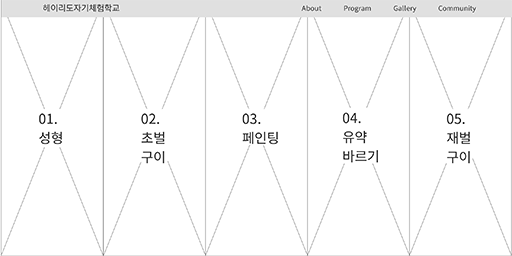 헤이리도자기체험학교
About Program Gallery Community
01.
성형
02.
초벌
구이
03.
페인팅
04.
유약
바르기
05.
재벌
구이